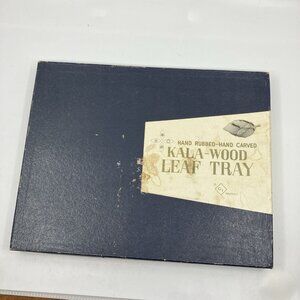 HAND RUBBED-HAND CARVED
KALA-WOOD
LEAF TRAY